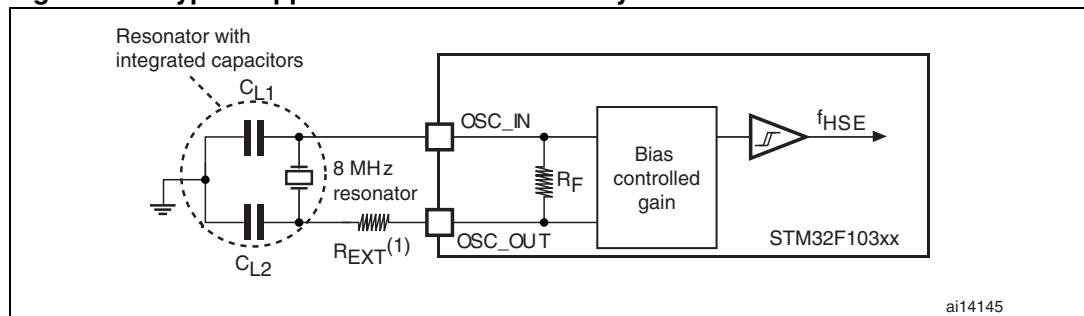 Resonator with
integrated capacitors
CL1
OSC_IN
fHSE
8 MHz
resonator
RF
Bias
controlled
gain
OSC_OUT
STM32F103xx
REXT(1)
CL2
ai14145